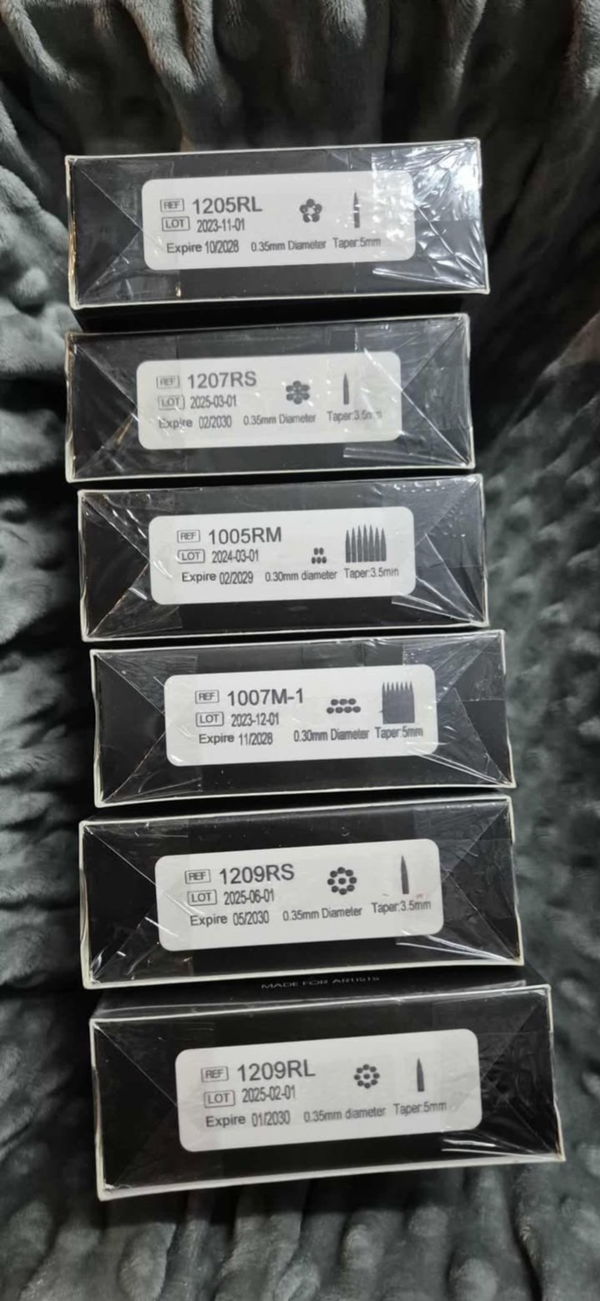 REF 1205RL
LOT 2023-11-01
Expire 10/2028 0.35mm Diameter Taper:5mm
REF 1207RS
LOT 2025-03-01
Expire 02/2030 0.35mm Diameter Taper:3.5mm
REF 1005RM
LOT 2024-03-01
Expire 02/2029 0.30mm diameter Taper:3.5mm
REF 1007M-1
LOT 2023-12-01
Expire 11/2028 0.30mm Diameter Taper:5mm
REF 1209RS
LOT 2025-06-01
Expire 05/2030 0.35mm Diameter Taper:3.5mm
MADE FOR ARTISTS
REF 1209RL
LOT 2025-02-01
Expire 01/2030 0.35mm diameter Taper:5mm